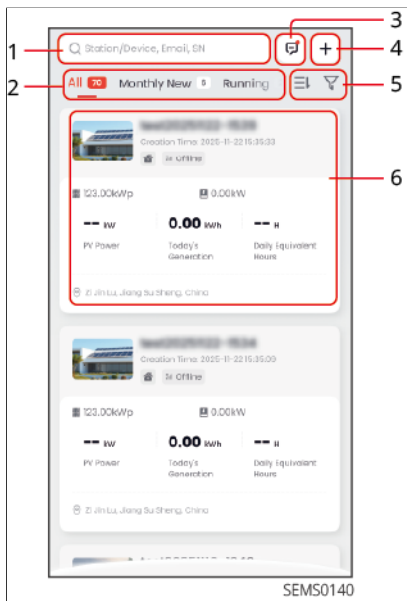 3
1
Station/Device, Email, SN
4
2
All 70 Monthly New Running
5
Creation Time: 2025-11-22 15:35:33
Offline
6
123.00kWp 0.00kW
-- kW 0.00 kWh -- H
PV Power Today's Daily Equivalent
Generation Hours
Zi Jin Lu, Jiang Su Sheng, China
Creation Time: 2025-11-22 15:35:00
Offline
123.00kWp 0.00kW
-- kW 0.00 kWh -- H
PV Power Today's Daily Equivalent
Generation Hours
Zi Jin Lu, Jiang Su Sheng, China
SEMS0140